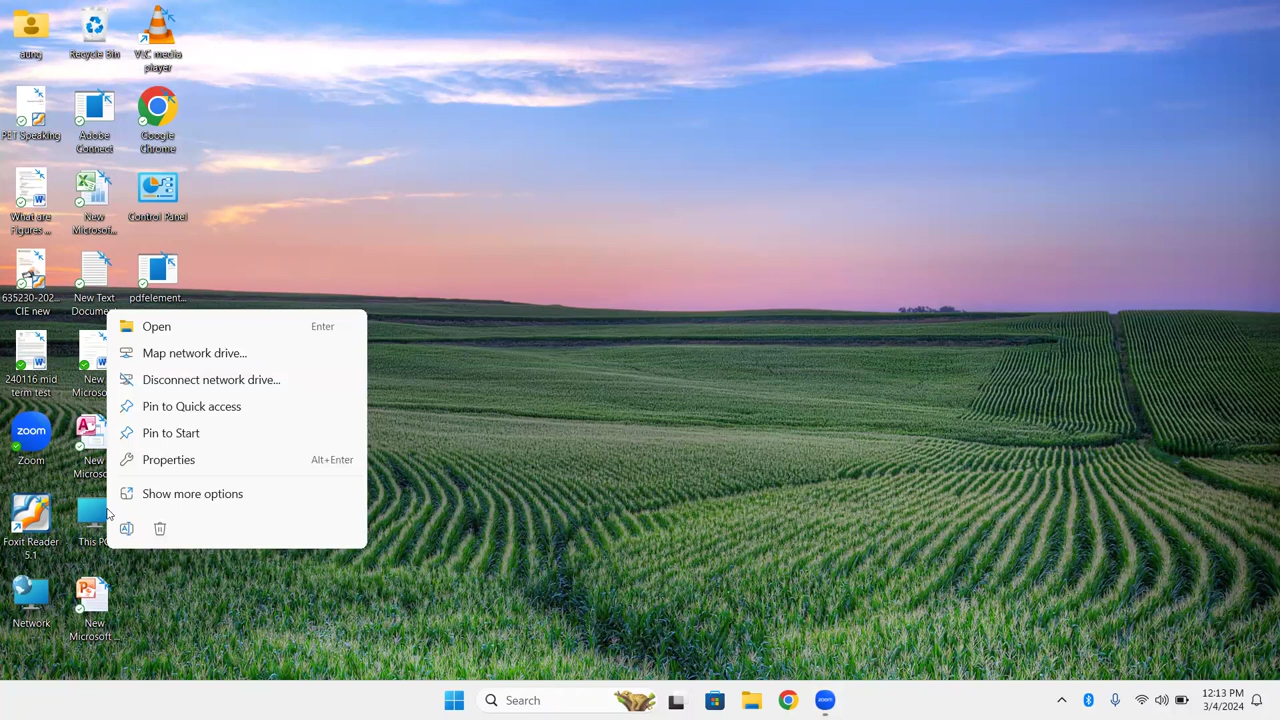 aung
Recycle Bin
VLC media
player
PET Speaking
Adobe
Connect
Google
Chrome
What are
Figures ...
New
Microsof...
Control Panel
635230-202...
CIE new
New Text
Docume
pdfelement...
240116 mid
term test
New
Microso
zoom
Zoom
New
Microso
Foxit Reader
5.1
This PC
Network
New
Microsoft ...
Open Enter
Map network drive...
Disconnect network drive...
Pin to Quick access
Pin to Start
Properties Alt+Enter
Show more options
Search
zoom
12:13 PM
3/4/2024